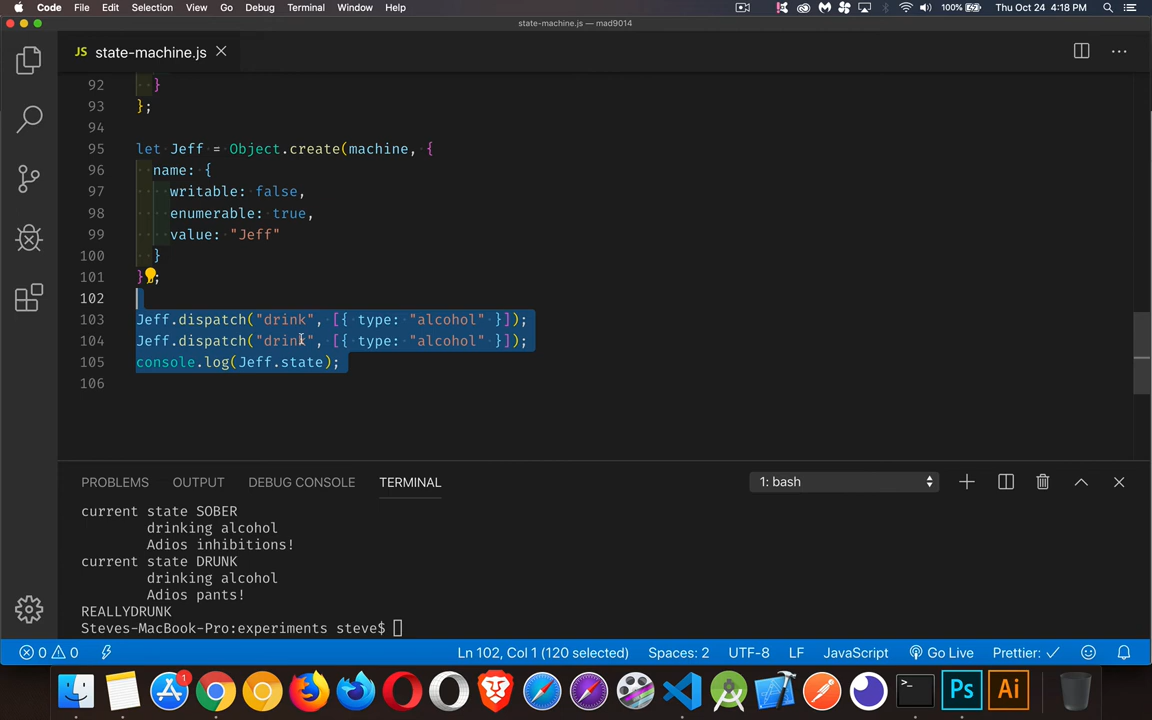 Code File Edit Selection View Go Debug Terminal Window Help 100% Thu Oct 24 4:18 PM
state-machine.js — mad9014
JS state-machine.js
92 }
93 };
94
95 let Jeff = Object.create(machine, {
96 name: {
97 writable: false,
98 enumerable: true,
99 value: "Jeff"
100 }
101 };
102
103 Jeff.dispatch("drink", [{ type: "alcohol" }]);
104 Jeff.dispatch("drink", [{ type: "alcohol" }]);
105 console.log(Jeff.state);
106
PROBLEMS OUTPUT DEBUG CONSOLE TERMINAL 1: bash
current state SOBER
drinking alcohol
Adios inhibitions!
current state DRUNK
drinking alcohol
Adios pants!
REALLYDRUNK
Steves-MacBook-Pro:experiments steve$
0 0 Ln 102, Col 1 (120 selected) Spaces: 2 UTF-8 LF JavaScript Go Live Prettier: ✓
1 >_ Ps Ai